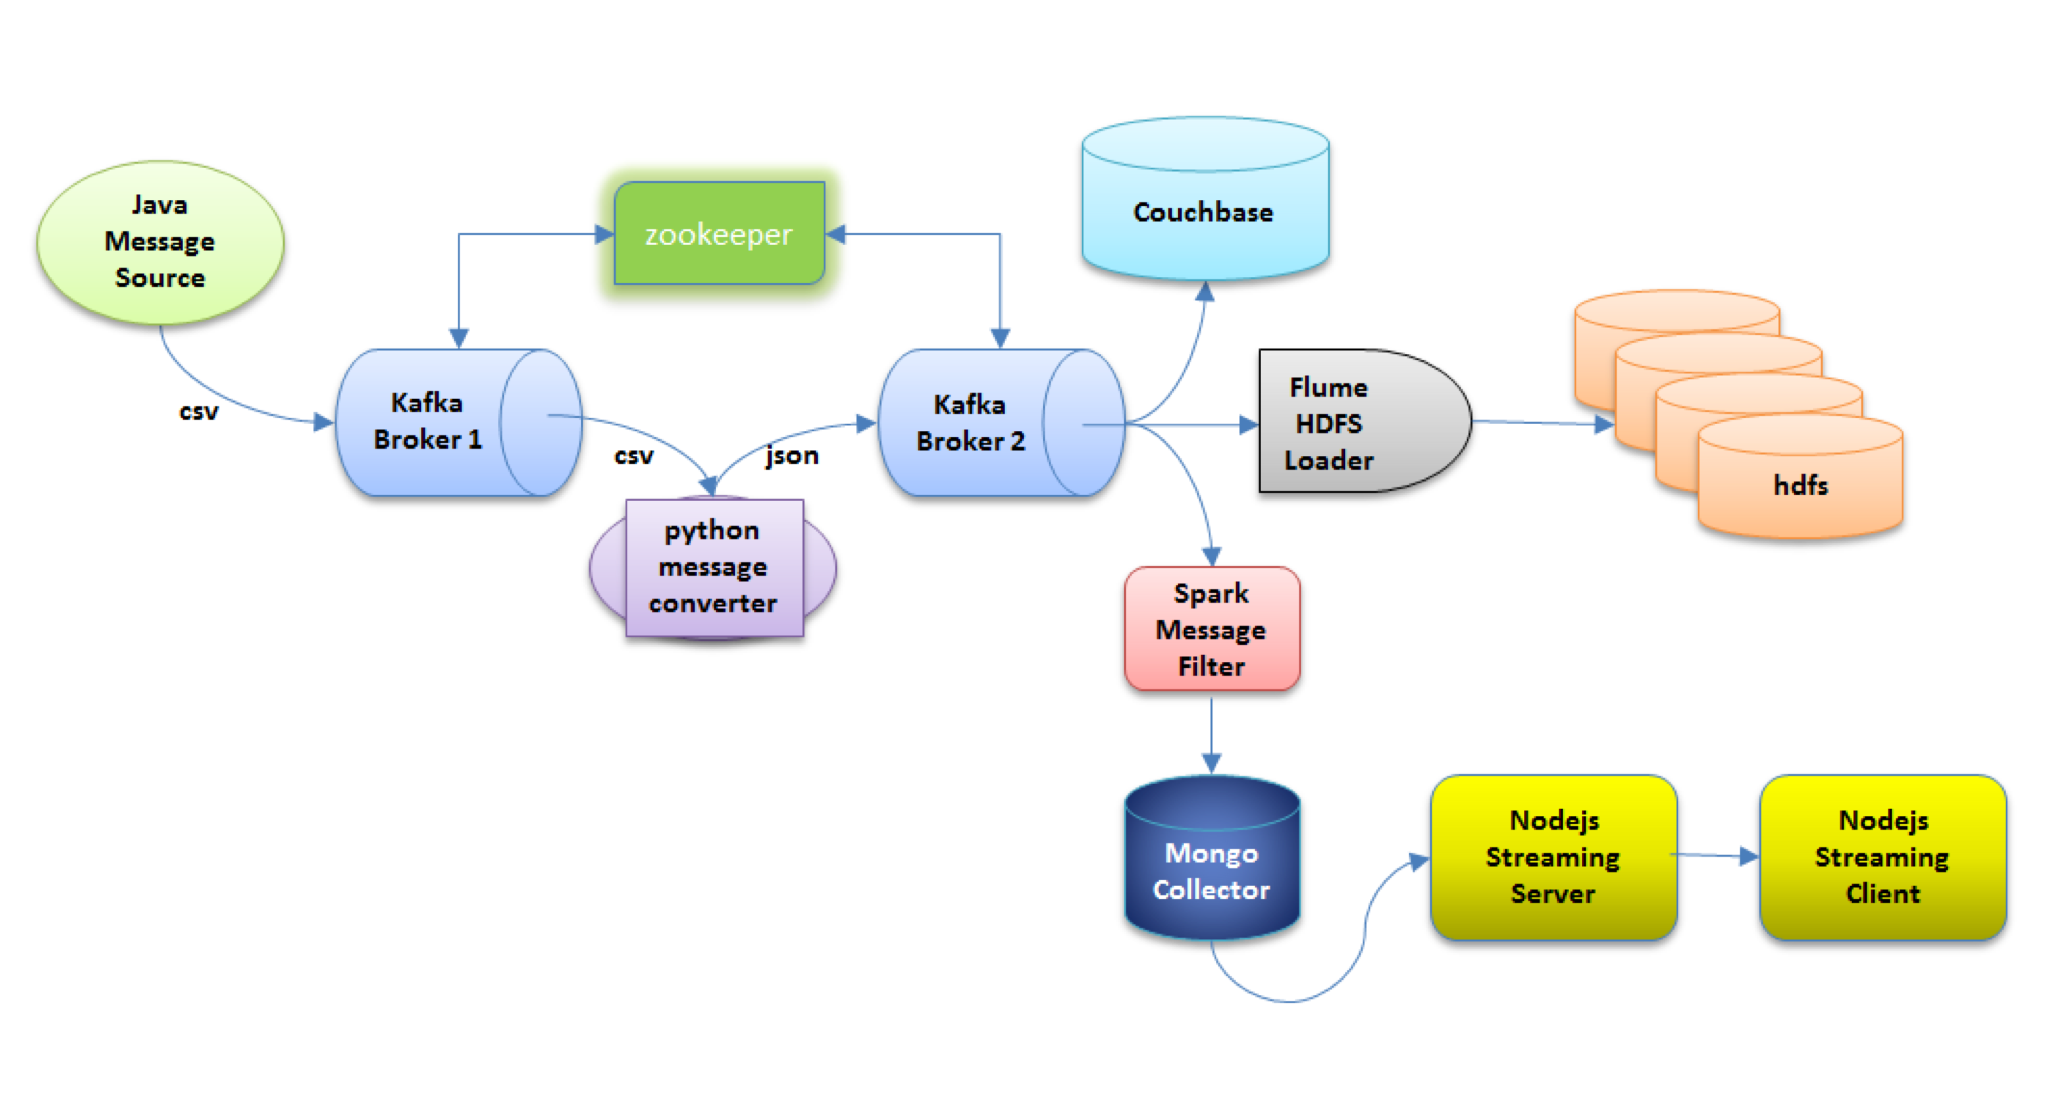 Java
Message
Source
csv
zookeeper
Kafka
Broker 1
csv
python
message
converter
json
Kafka
Broker 2
Couchbase
Flume
HDFS
Loader
hdfs
Spark
Message
Filter
Mongo
Collector
Nodejs
Streaming
Server
Nodejs
Streaming
Client